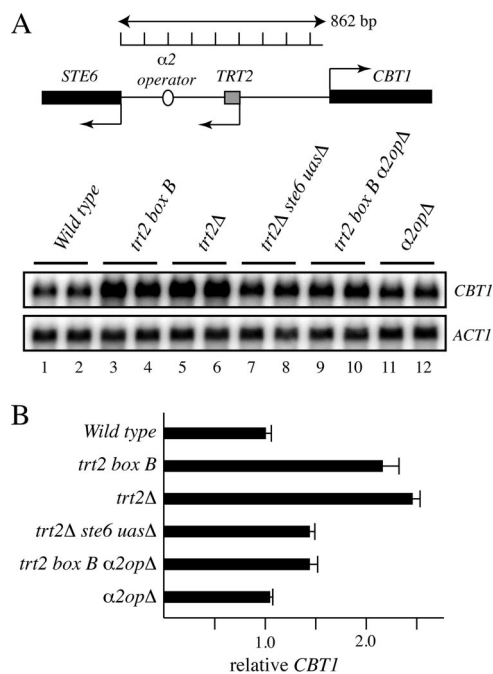 A
862 bp
STE6
α2
operator
TRT2
CBT1
Wild type
trt2 box B
trt2Δ
trt2Δ ste6 uasΔ
trt2 box B α2opΔ
α2opΔ
CBT1
ACT1
1 2 3 4 5 6 7 8 9 10 11 12
B
Wild type
trt2 box B
trt2Δ
trt2Δ ste6 uasΔ
trt2 box B α2opΔ
α2opΔ
1.0 2.0
relative CBT1